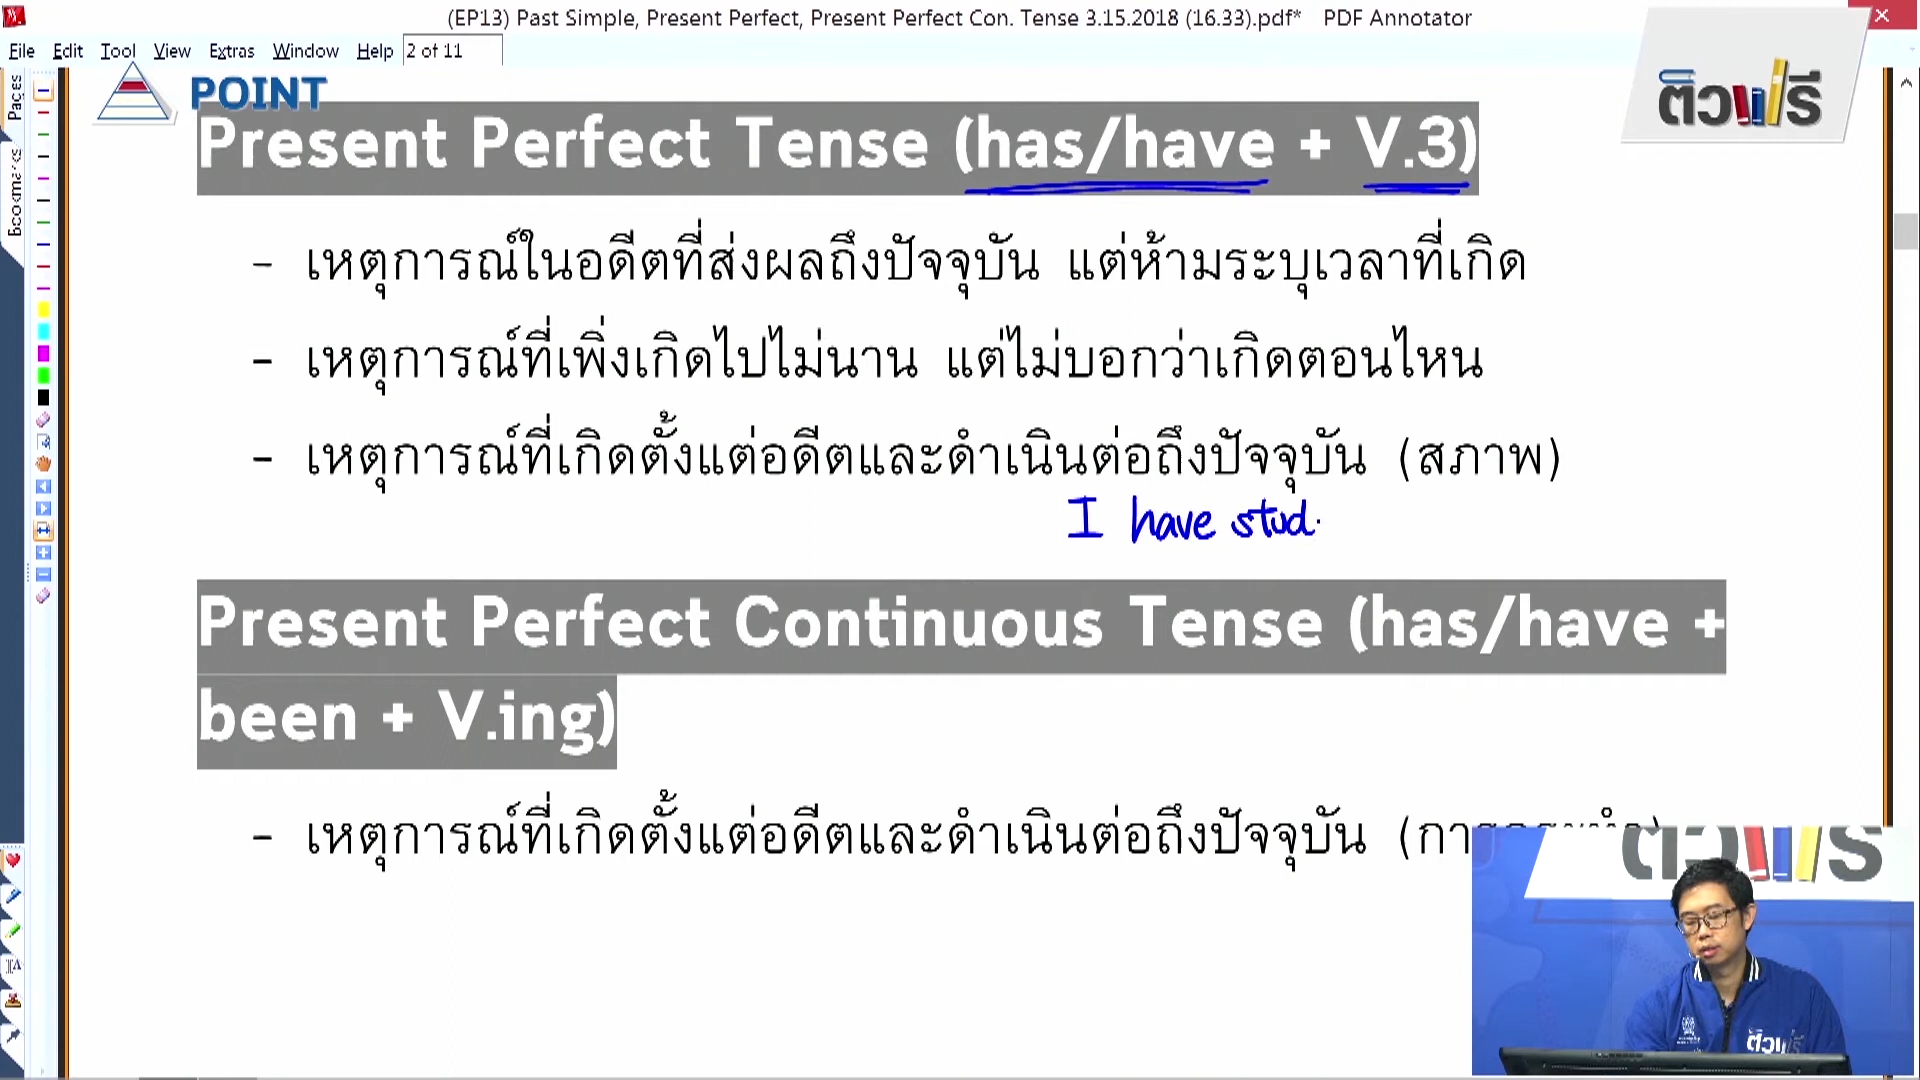 (EP13) Past Simple, Present Perfect, Present Perfect Con. Tense 3.15.2018 (16.33).pdf* PDF Annotator
File Edit Tool View Extras Window Help 2 of 11
Pages
Bookmarks
POINT
ติวฟรี
Present Perfect Tense (has/have + V.3)
- เหตุการณ์ในอดีตที่ส่งผลถึงปัจจุบัน แต่ห้ามระบุเวลาที่เกิด
- เหตุการณ์ที่เพิ่งเกิดไปไม่นาน แต่ไม่บอกว่าเกิดตอนไหน
- เหตุการณ์ที่เกิดตั้งแต่อดีตและดำเนินต่อถึงปัจจุบัน (สภาพ)
I have stud
Present Perfect Continuous Tense (has/have +
been + V.ing)
- เหตุการณ์ที่เกิดตั้งแต่อดีตและดำเนินต่อถึงปัจจุบัน
ติวฟรี